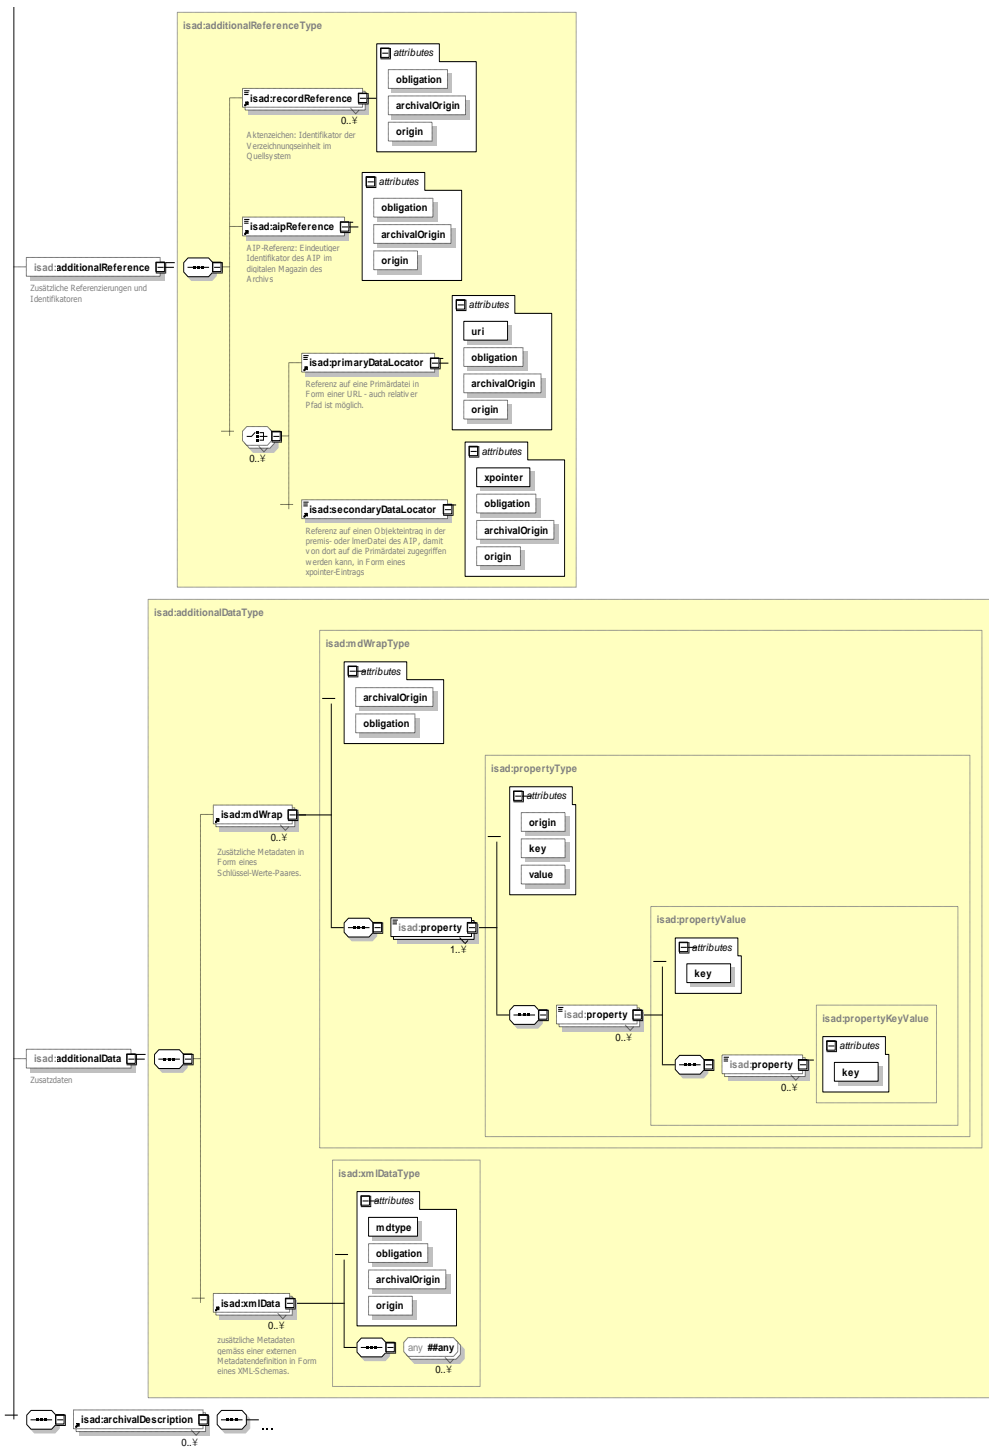 isad:additionalReferenceType
attributes
obligation
archivalOrigin
origin
isad:recordReference
0..¥
Aktenzeichen: Identifikator der
Verzeichnungseinheit im
Quellsystem
attributes
obligation
archivalOrigin
origin
isad:aipReference
AIP-Referenz: Eindeutiger
Identifikator des AIP im
digitalen Magazin des
Archivs
isad:additionalReference
Zusätzliche Referenzierungen und
Identifikatoren
attributes
uri
obligation
archivalOrigin
origin
isad:primaryDataLocator
Referenz auf eine Primärdatei in
Form einer URL - auch relativer
Pfad ist möglich.
0..¥
attributes
xpointer
obligation
archivalOrigin
origin
isad:secondaryDataLocator
Referenz auf einen Objekteintrag in der
premis- oder ImerDatei des AIP, damit
von dort auf die Primärdatei zugegriffen
werden kann, in Form eines
xpointer-Eintrags
isad:additionalDataType
isad:mdWrapType
attributes
archivalOrigin
obligation
isad:propertyType
attributes
origin
key
value
isad:mdWrap
0..¥
Zusätzliche Metadaten in
Form eines
Schlüssel-Werte-Paares.
isad:property
1..¥
isad:propertyValue
attributes
key
isad:property
0..¥
isad:propertyKeyValue
attributes
key
isad:property
0..¥
isad:additionalData
Zusatzdaten
isad:xmlDataType
attributes
mdtype
obligation
archivalOrigin
origin
isad:xmlData
0..¥
zusätzliche Metadaten
gemäss einer externen
Metadatendefinition in Form
eines XML-Schemas.
any ##any
0..¥
isad:archivalDescription
0..¥
...